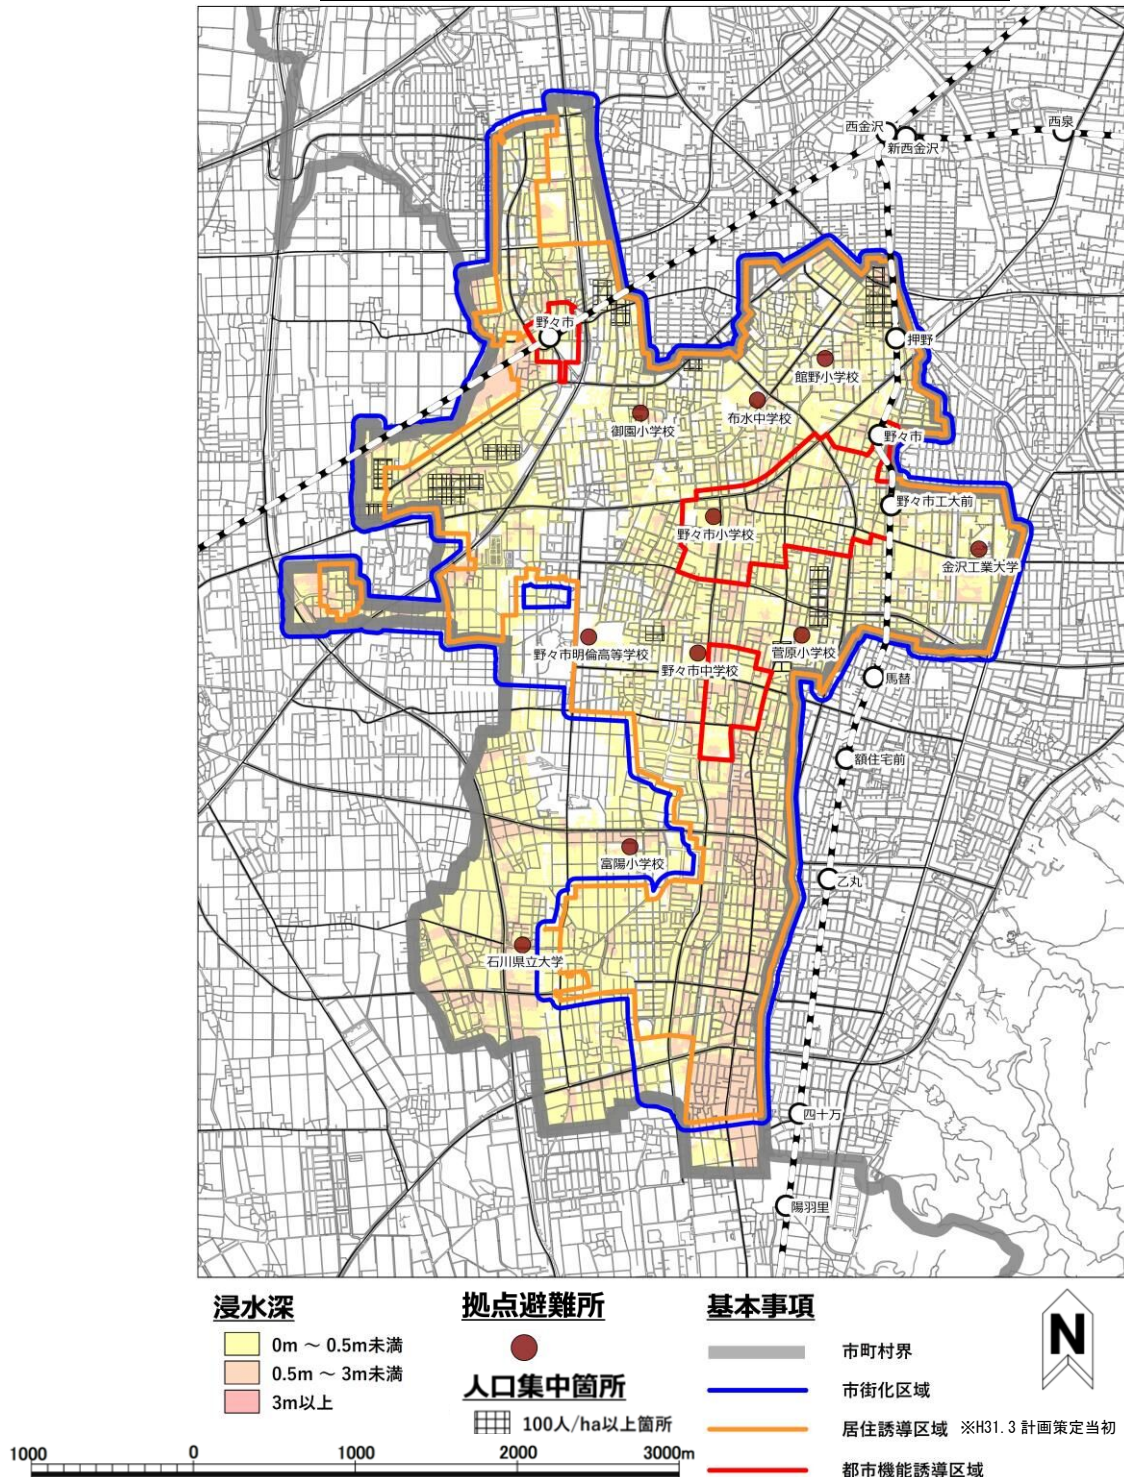 西金沢
新西金沢
西泉
野々市
押野
館野小学校
布水中学校
御園小学校
野々市
野々市工大前
野々市小学校
金沢工業大学
野々市明倫高等学校
菅原小学校
野々市中学校
馬替
額住宅前
富陽小学校
乙丸
石川県立大学
四十万
陽羽里
浸水深
0m ～ 0.5m未満
0.5m ～ 3m未満
3m以上
拠点避難所
人口集中箇所
100人/ha以上箇所
基本事項
市町村界
市街化区域
居住誘導区域 ※H31.3 計画策定当初
都市機能誘導区域
N
1000 0 1000 2000 3000m